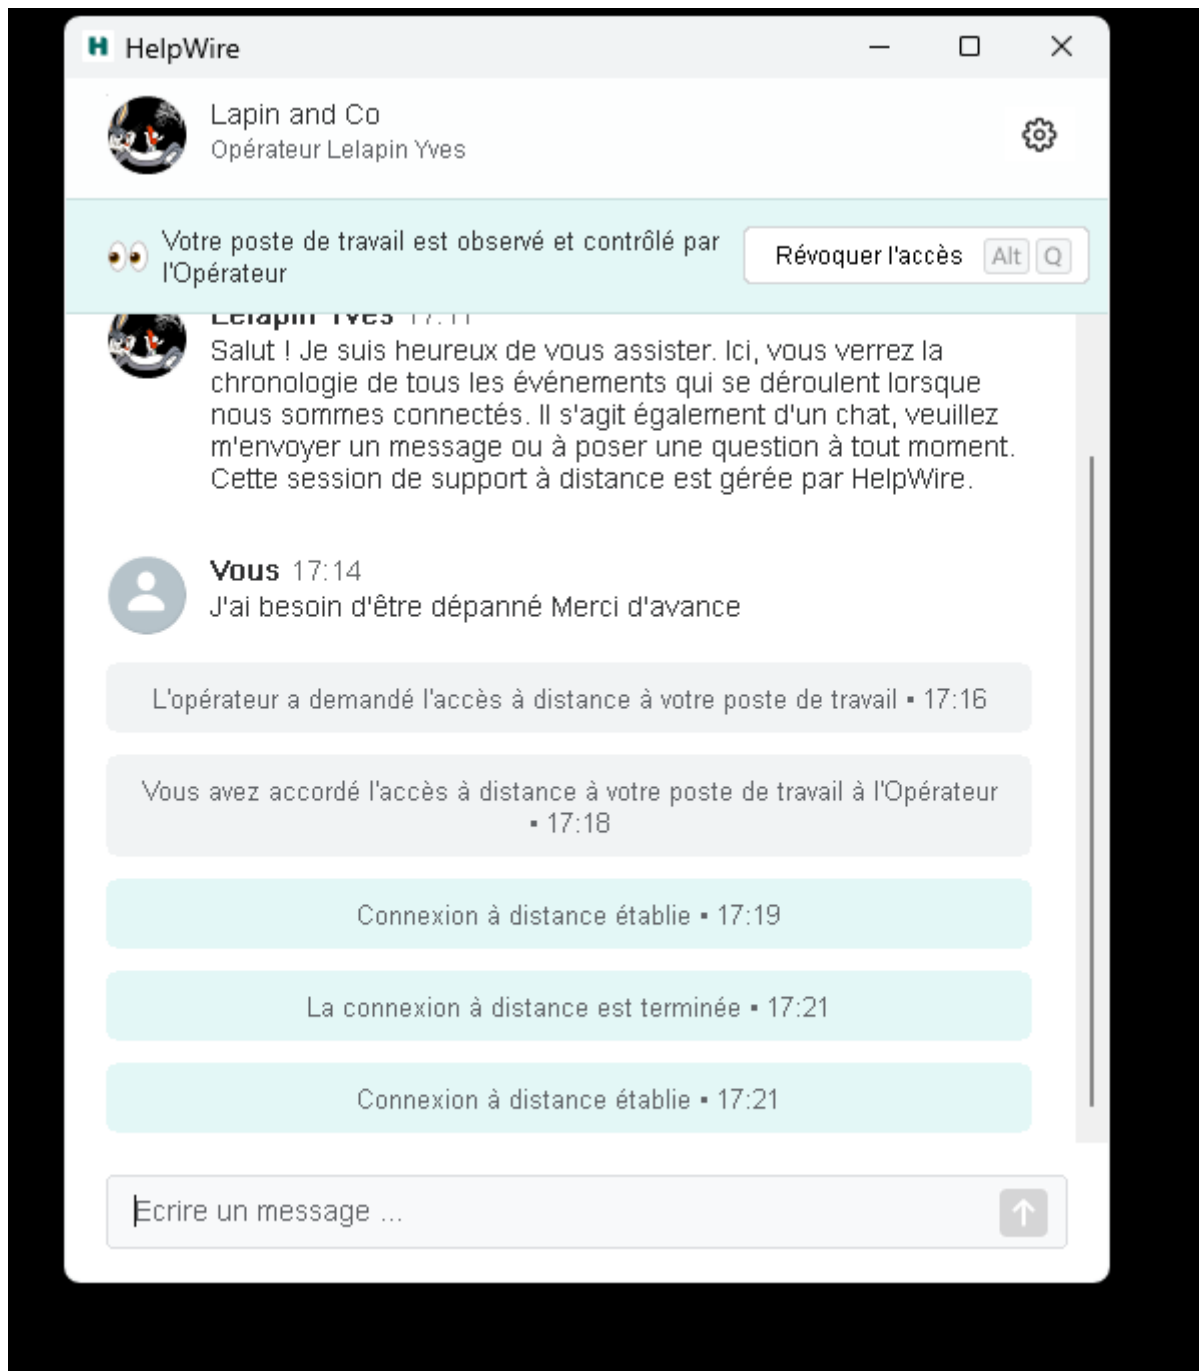 HelpWire
Lapin and Co
Opérateur Lelapin Yves
Votre poste de travail est observé et contrôlé par
l'Opérateur
Révoquer l'accès Alt Q
Lelapin Yves 17:11
Salut ! Je suis heureux de vous assister. Ici, vous verrez la
chronologie de tous les événements qui se déroulent lorsque
nous sommes connectés. Il s'agit également d'un chat, veuillez
m'envoyer un message ou à poser une question à tout moment.
Cette session de support à distance est gérée par HelpWire.
Vous 17:14
J'ai besoin d'être dépanné Merci d'avance
L'opérateur a demandé l'accès à distance à votre poste de travail ▪ 17:16
Vous avez accordé l'accès à distance à votre poste de travail à l'Opérateur
▪ 17:18
Connexion à distance établie ▪ 17:19
La connexion à distance est terminée ▪ 17:21
Connexion à distance établie ▪ 17:21
Ecrire un message ...